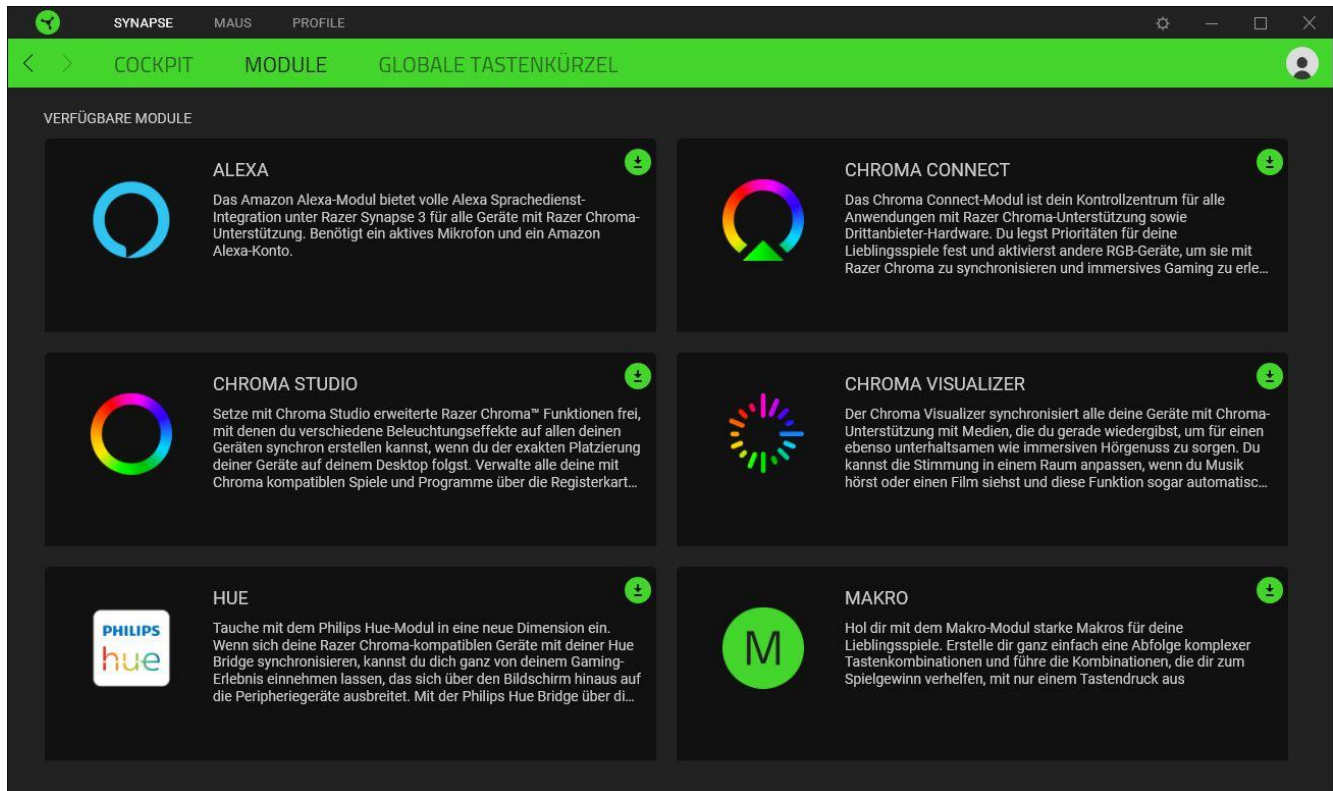 SYNAPSE MAUS PROFILE
COCKPIT MODULE GLOBALE TASTENKÜRZEL
VERFÜGBARE MODULE
ALEXA
Das Amazon Alexa-Modul bietet volle Alexa Sprachedienst-
Integration unter Razer Synapse 3 für alle Geräte mit Razer Chroma-
Unterstützung. Benötigt ein aktives Mikrofon und ein Amazon
Alexa-Konto.
CHROMA CONNECT
Das Chroma Connect-Modul ist dein Kontrollzentrum für alle
Anwendungen mit Razer Chroma-Unterstützung sowie
Drittanbieter-Hardware. Du legst Prioritäten für deine
Lieblingsspiele fest und aktivierst andere RGB-Geräte, um sie mit
Razer Chroma zu synchronisieren und immersives Gaming zu erle...
CHROMA STUDIO
Setze mit Chroma Studio erweiterte Razer Chroma™ Funktionen frei,
mit denen du verschiedene Beleuchtungseffekte auf allen deinen
Geräten synchron erstellen kannst, wenn du der exakten Platzierung
deiner Geräte auf deinem Desktop folgst. Verwalte alle deine mit
Chroma kompatiblen Spiele und Programme über die Registerkart...
CHROMA VISUALIZER
Der Chroma Visualizer synchronisiert alle deine Geräte mit Chroma-
Unterstützung mit Medien, die du gerade wiedergibst, um für einen
ebenso unterhaltsamen wie immersiven Hörgenuss zu sorgen. Du
kannst die Stimmung in einem Raum anpassen, wenn du Musik
hörst oder einen Film siehst und diese Funktion sogar automatisc...
PHILIPS
hue
HUE
Tauche mit dem Philips Hue-Modul in eine neue Dimension ein.
Wenn sich deine Razer Chroma-kompatiblen Geräte mit deiner Hue
Bridge synchronisieren, kannst du dich ganz von deinem Gaming-
Erlebnis einnehmen lassen, das sich über den Bildschirm hinaus auf
die Peripheriegeräte ausbreitet. Mit der Philips Hue Bridge über di...
M
MAKRO
Hol dir mit dem Makro-Modul starke Makros für deine
Lieblingsspiele. Erstelle dir ganz einfach eine Abfolge komplexer
Tastenkombinationen und führe die Kombinationen, die dir zum
Spielgewinn verhelfen, mit nur einem Tastendruck aus